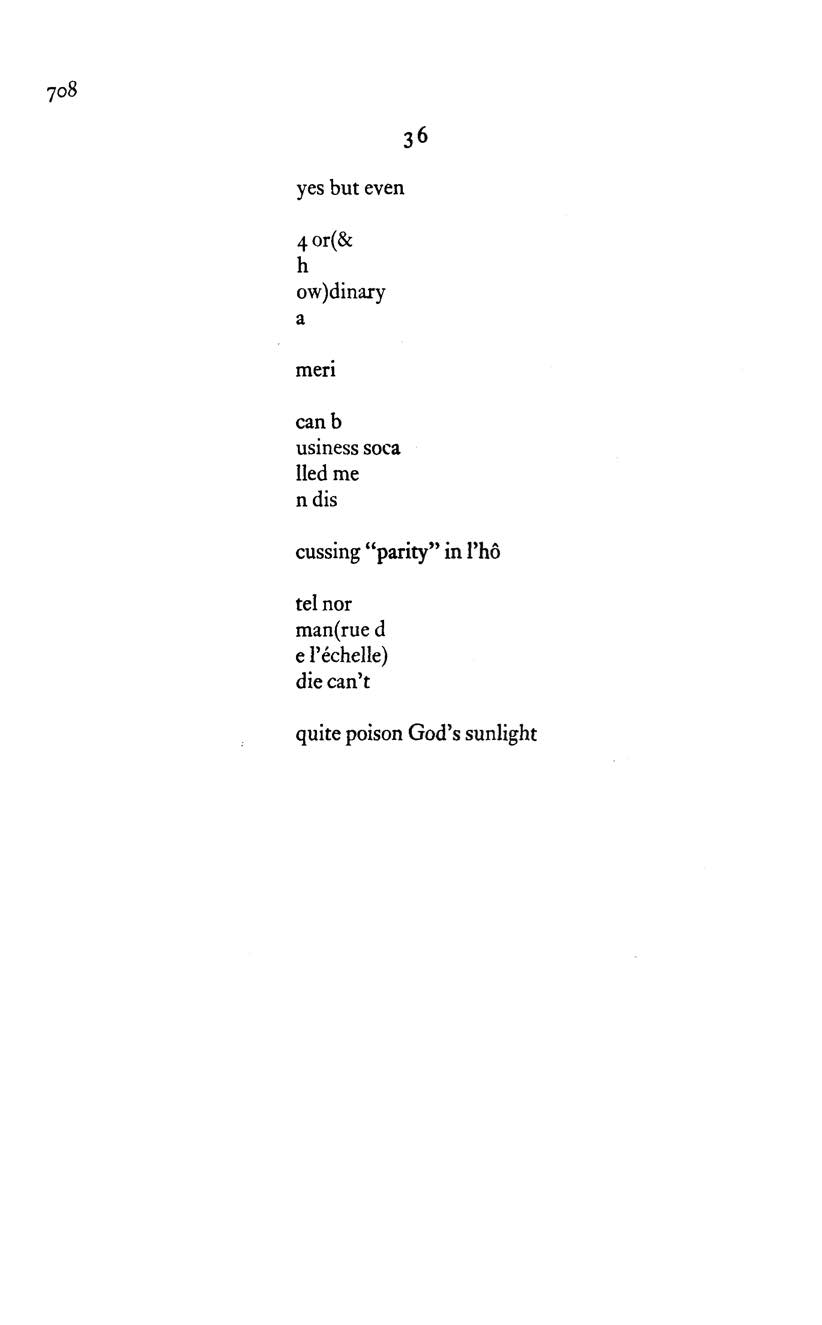 708
36
yes but even
4 or(&
h
ow)dinary
a
meri
can b
usiness soca
lled me
n dis
cussing “parity” in l’hô
tel nor
man(rue d
e l’échelle)
die can’t
quite poison God’s sunlight